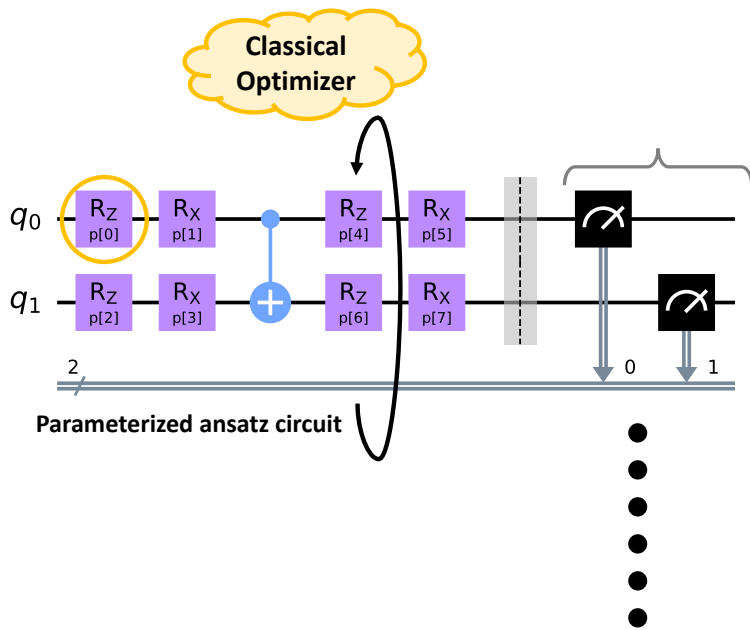 Classical
Optimizer
q0 RZ RX RZ RX
p[0] p[1] p[4] p[5]
q1 RZ RX RZ RX
p[2] p[3] p[6] p[7]
2 0 1
Parameterized ansatz circuit